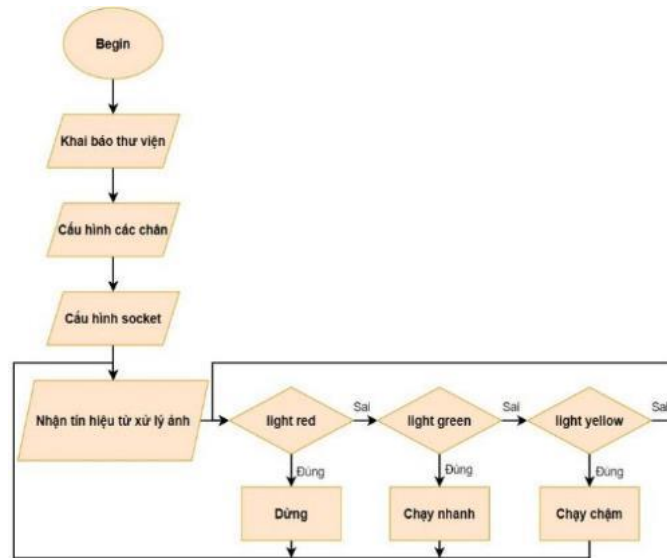 Begin
Khai báo thư viện
Cấu hình các chân
Cấu hình socket
Nhận tín hiệu từ xử lý ảnh
light red
Sai
light green
Sai
light yellow
Sai
Đúng
Đúng
Đúng
Dừng
Chạy nhanh
Chạy chậm